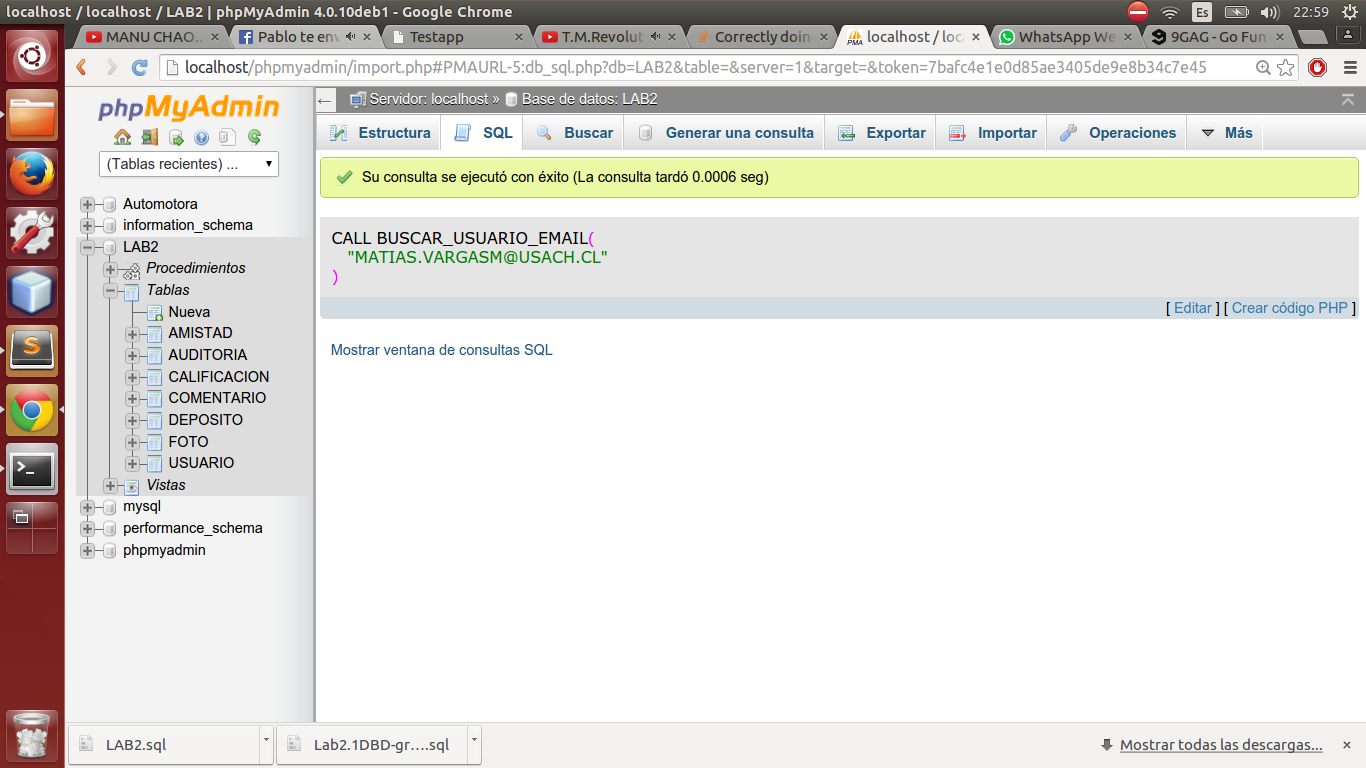 localhost / localhost / LAB2 | phpMyAdmin 4.0.10deb1 - Google Chrome
Es
22:59
MANU CHAO...
Pablo te env
Testapp
T.M.Revolut
Correctly doin
localhost / loca
WhatsApp We
9GAG - Go Fun
localhost/phpmyadmin/import.php#PMAURL-5:db_sql.php?db=LAB2&table=&server=1&target=&token=7bafc4e1e0d85ae3405de9e8b34c7e45
phpMyAdmin
(Tablas recientes) ...
Automotora
information_schema
LAB2
Procedimientos
Tablas
Nueva
AMISTAD
AUDITORIA
CALIFICACION
COMENTARIO
DEPOSITO
FOTO
USUARIO
Vistas
mysql
performance_schema
phpmyadmin
Servidor: localhost » Base de datos: LAB2
Estructura
SQL
Buscar
Generar una consulta
Exportar
Importar
Operaciones
Más
Su consulta se ejecutó con éxito (La consulta tardó 0.0006 seg)
CALL BUSCAR_USUARIO_EMAIL(
"MATIAS.VARGASM@USACH.CL"
)
[ Editar ] [ Crear código PHP ]
Mostrar ventana de consultas SQL
LAB2.sql
Lab2.1DBD-gr....sql
Mostrar todas las descargas...